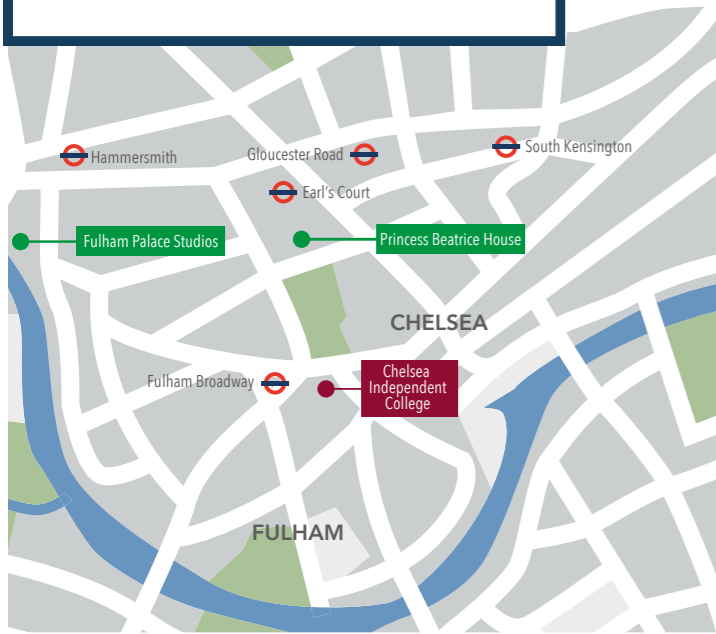 Hammersmith
Gloucester Road
South Kensington
Earl's Court
Fulham Palace Studios
Princess Beatrice House
CHELSEA
Fulham Broadway
Chelsea
Independent
College
FULHAM